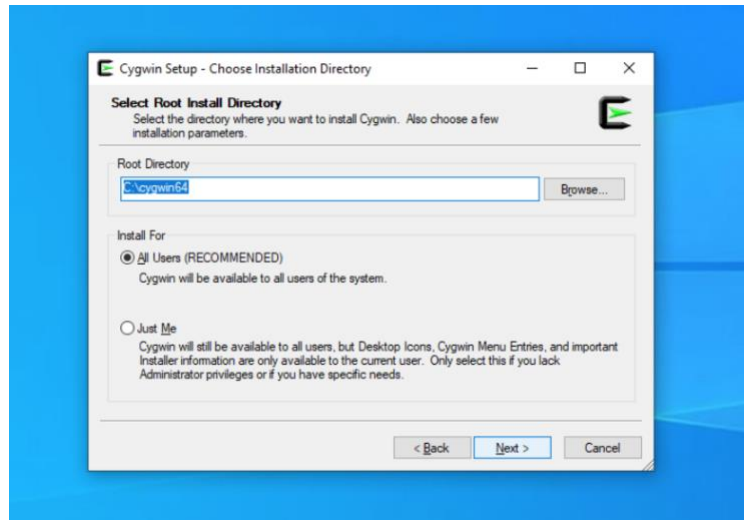 Cygwin Setup - Choose Installation Directory
Select Root Install Directory
Select the directory where you want to install Cygwin. Also choose a few
installation parameters.
Root Directory
C:\cygwin64
Browse...
Install For
All Users (RECOMMENDED)
Cygwin will be available to all users of the system.
Just Me
Cygwin will still be available to all users, but Desktop Icons, Cygwin Menu Entries, and important
Installer information are only available to the current user. Only select this if you lack
Administrator privileges or if you have specific needs.
< Back
Next >
Cancel